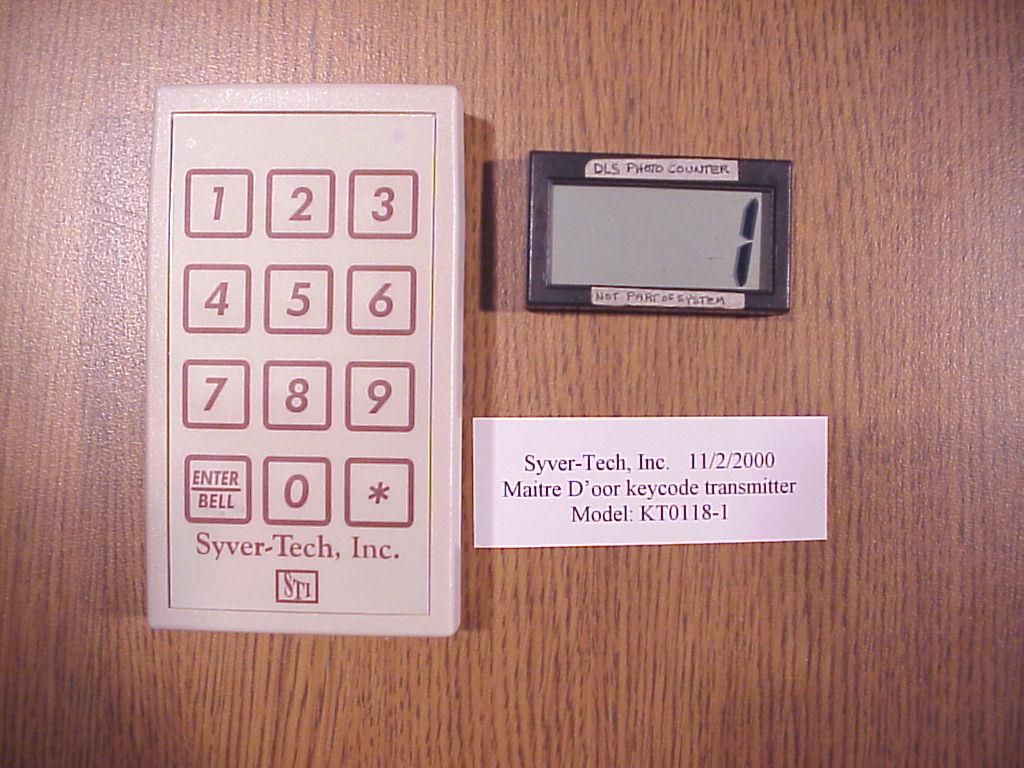 1 2 3
4 5 6
7 8 9
ENTER
BELL
0 *
Syver-Tech, Inc.
STI
DLS PHOTO COUNTER
1
NOT PART OF SYSTEM
Syver-Tech, Inc. 11/2/2000
Maitre D'oor keycode transmitter
Model: KT0118-1